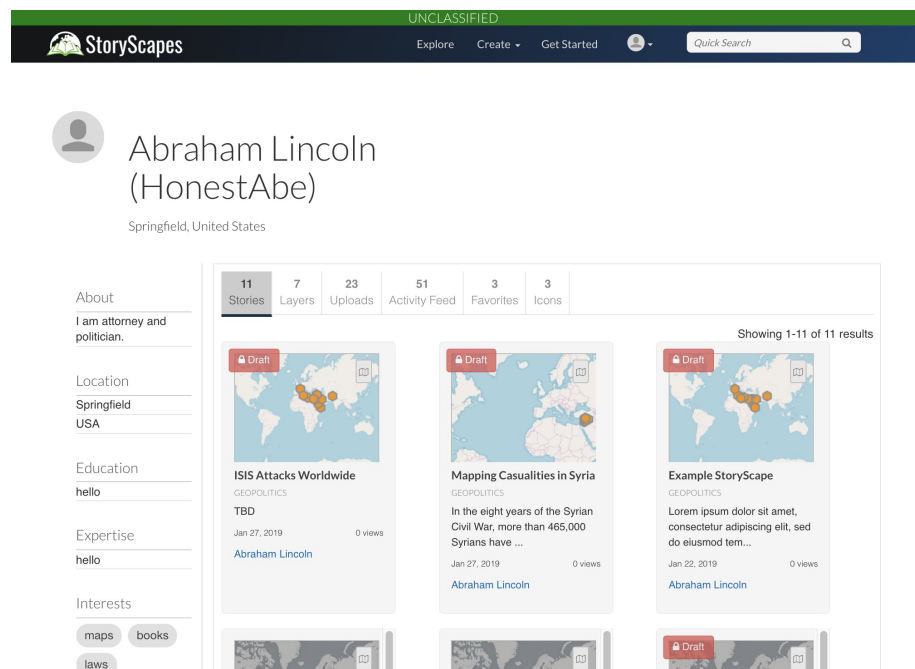 UNCLASSIFIED
StoryScapes
Explore
Create
Get Started
Quick Search
Abraham Lincoln
(HonestAbe)
Springfield, United States
About
I am attorney and
politician.
Location
Springfield
USA
Education
hello
Expertise
hello
Interests
maps
books
laws
11
Stories
7
Layers
23
Uploads
51
Activity Feed
3
Favorites
3
Icons
Showing 1-11 of 11 results
Draft
ISIS Attacks Worldwide
GEOPOLITICS
TBD
Jan 27, 2019
0 views
Abraham Lincoln
Draft
Mapping Casualities in Syria
GEOPOLITICS
In the eight years of the Syrian
Civil War, more than 465,000
Syrians have ...
Jan 27, 2019
0 views
Abraham Lincoln
Draft
Example StoryScape
GEOPOLITICS
Lorem ipsum dolor sit amet,
consectetur adipiscing elit, sed
do eiusmod tem...
Jan 22, 2019
0 views
Abraham Lincoln
Draft